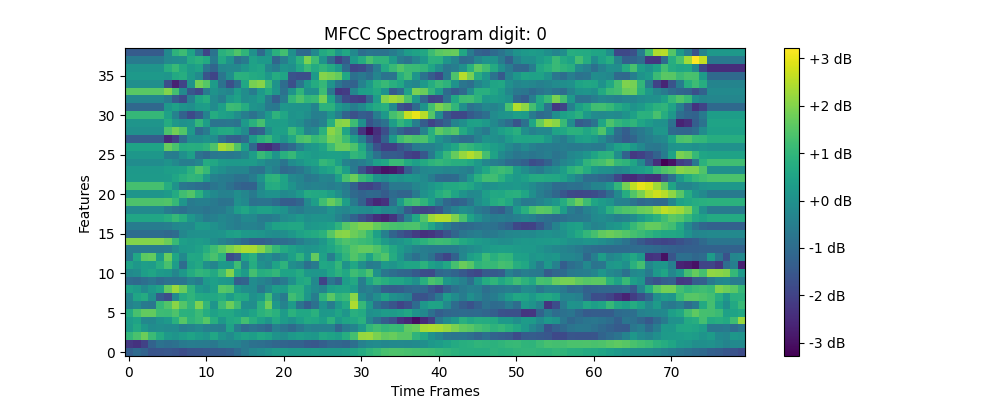 MFCC Spectrogram digit: 0
Features
35
30
25
20
15
10
5
0
0 10 20 30 40 50 60 70
Time Frames
+3 dB
+2 dB
+1 dB
+0 dB
-1 dB
-2 dB
-3 dB